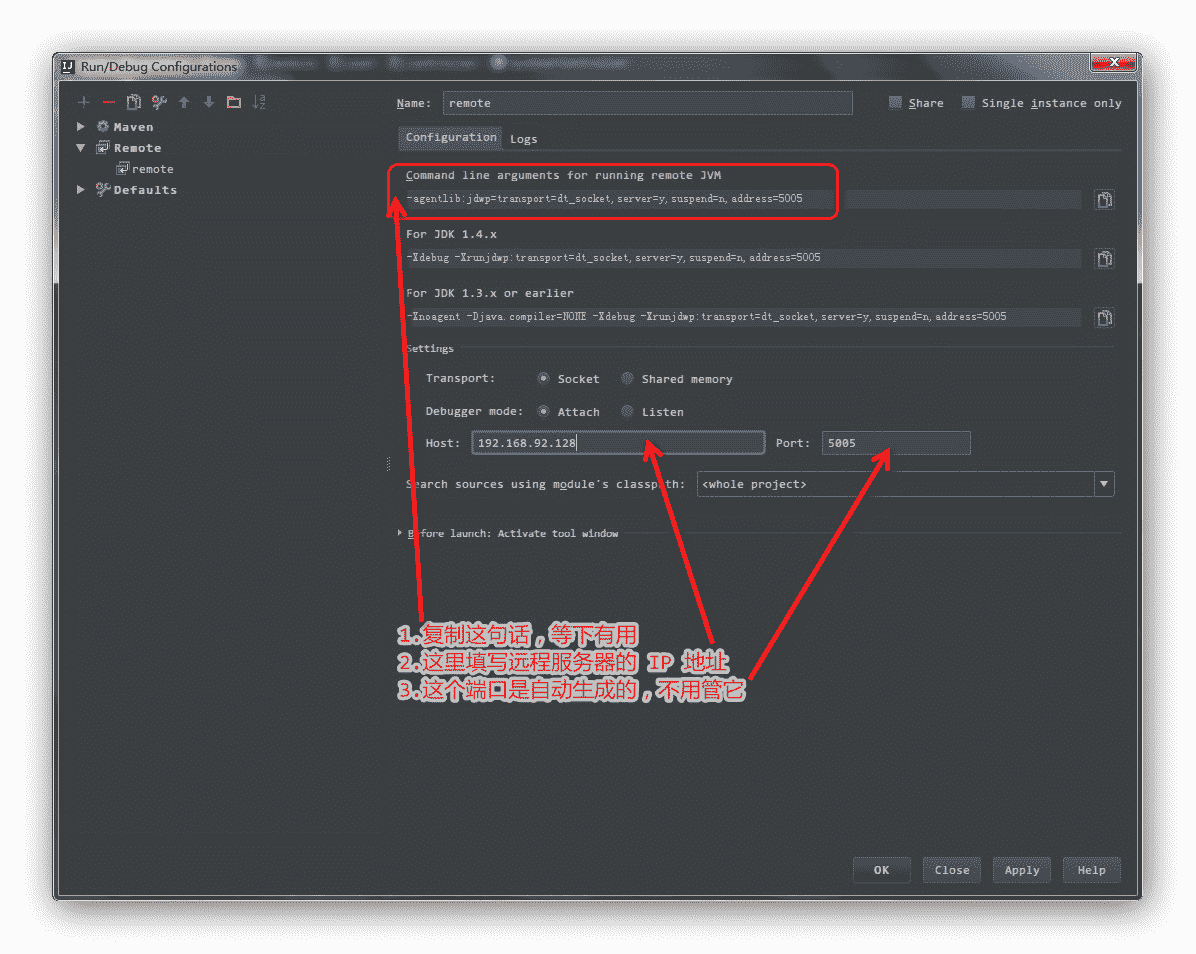 Run/Debug Configurations
Name: remote
Share
Single instance only
Maven
Remote
remote
Defaults
Configuration
Logs
Command line arguments for running remote JVM
-agentlib:jdwp=transport=dt_socket,server=y,suspend=n,address=5005
For JDK 1.4.x
-Xdebug -Xrunjdwp:transport=dt_socket,server=y,suspend=n,address=5005
For JDK 1.3.x or earlier
-Xnoagent -Djava.compiler=NONE -Xdebug -Xrunjdwp:transport=dt_socket,server=y,suspend=n,address=5005
Settings
Transport: Socket Shared memory
Debugger mode: Attach Listen
Host: 192.168.92.128 Port: 5005
Search sources using module's classpath: <whole project>
Before launch: Activate tool window
1.复制这句话，等下有用
2.这里填写远程服务器的 IP 地址
3.这个端口是自动生成的，不用管它
OK
Close
Apply
Help